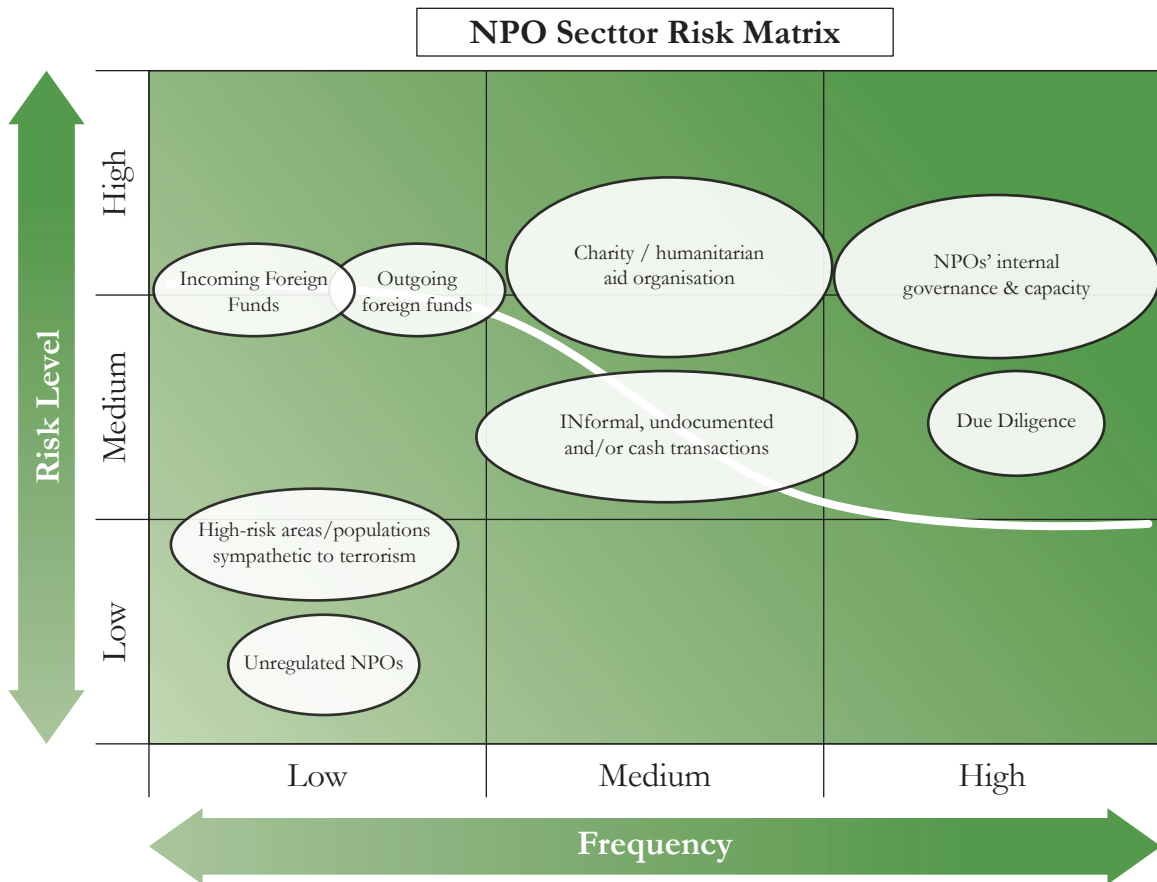 NPO Secttor Risk Matrix
Risk Level
High
Medium
Low
Incoming Foreign
Funds
Outgoing
foreign funds
Charity / humanitarian
aid organisation
NPOs’ internal
governance & capacity
INformal, undocumented
and/or cash transactions
Due Diligence
High-risk areas/populations
sympathetic to terrorism
Unregulated NPOs
Low
Medium
High
Frequency